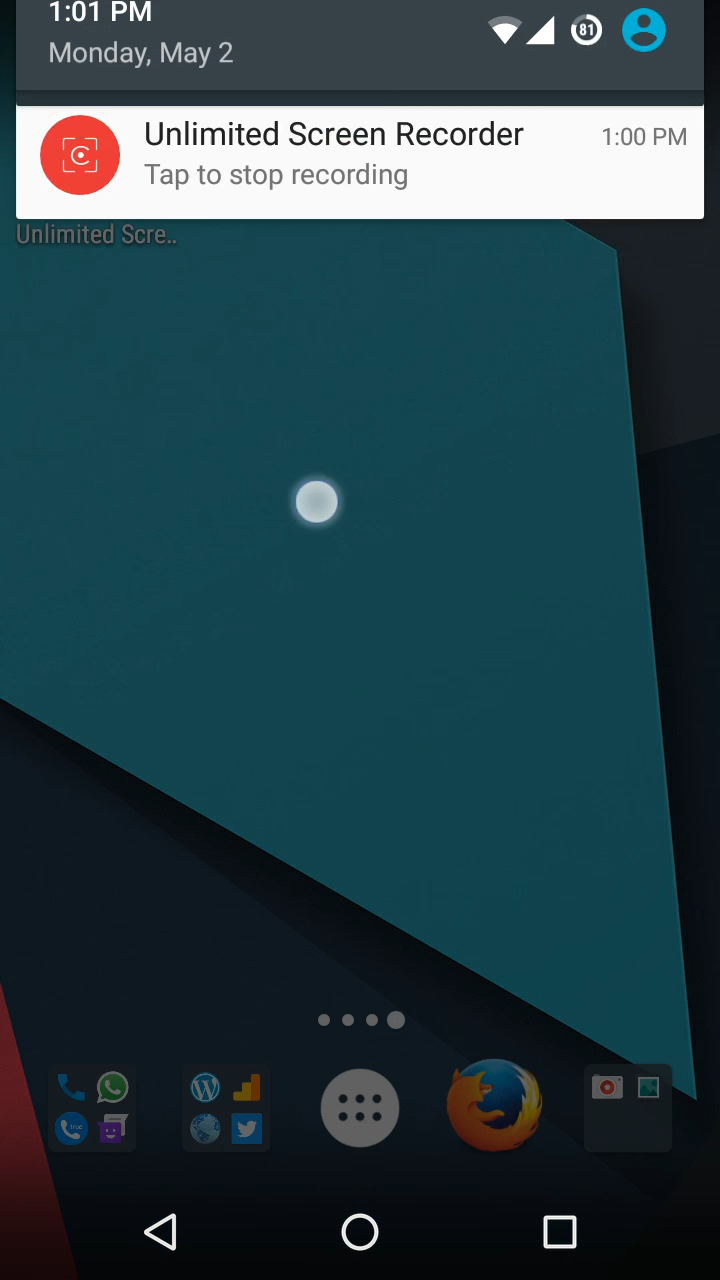 1:01 PM
Monday, May 2
81
Unlimited Screen Recorder
1:00 PM
Tap to stop recording
Unlimited Scre..
true